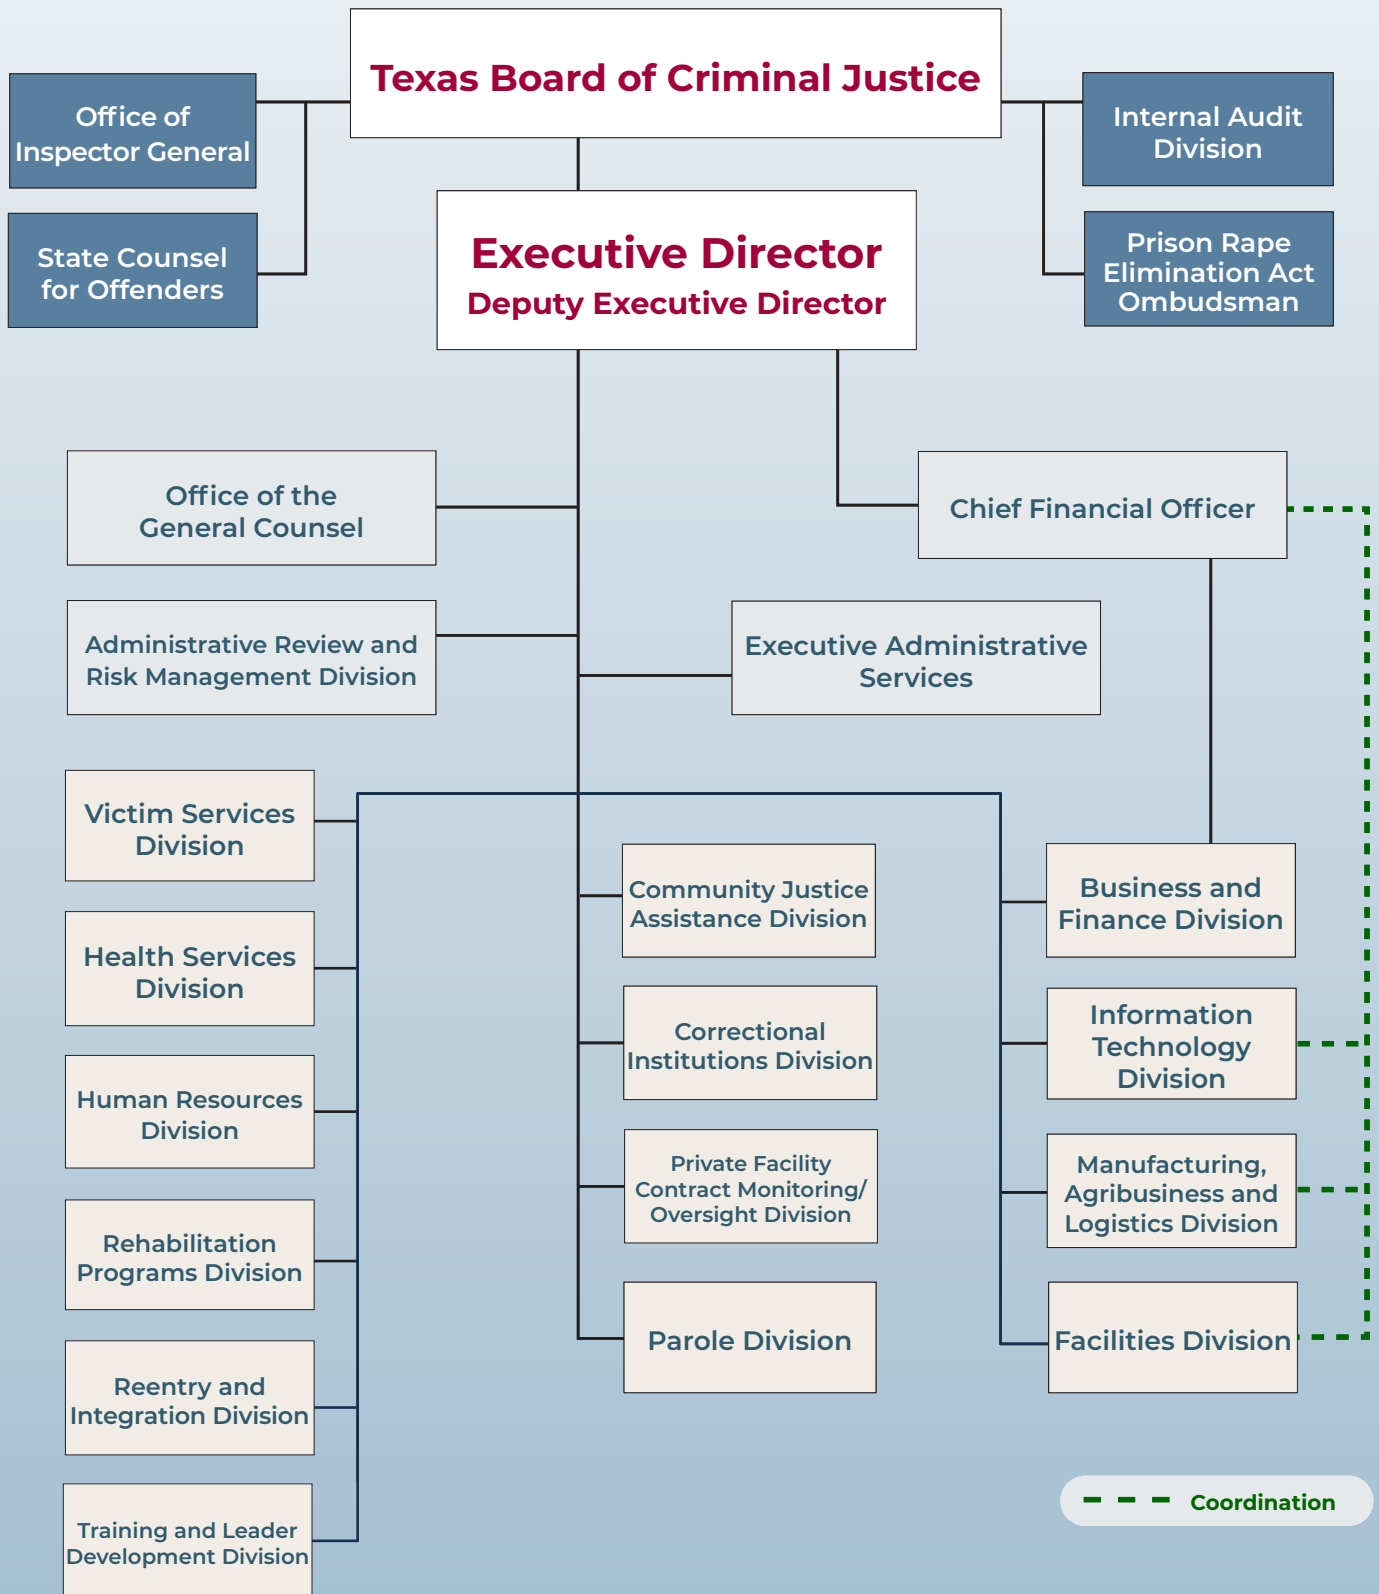 Texas Board of Criminal Justice
Office of
Inspector General
Internal Audit
Division
State Counsel
for Offenders
Executive Director
Deputy Executive Director
Prison Rape
Elimination Act
Ombudsman
Office of the
General Counsel
Chief Financial Officer
Administrative Review and
Risk Management Division
Executive Administrative
Services
Victim Services
Division
Health Services
Division
Human Resources
Division
Rehabilitation
Programs Division
Reentry and
Integration Division
Training and Leader
Development Division
Community Justice
Assistance Division
Correctional
Institutions Division
Private Facility
Contract Monitoring/
Oversight Division
Parole Division
Business and
Finance Division
Information
Technology
Division
Manufacturing,
Agribusiness and
Logistics Division
Facilities Division
Coordination